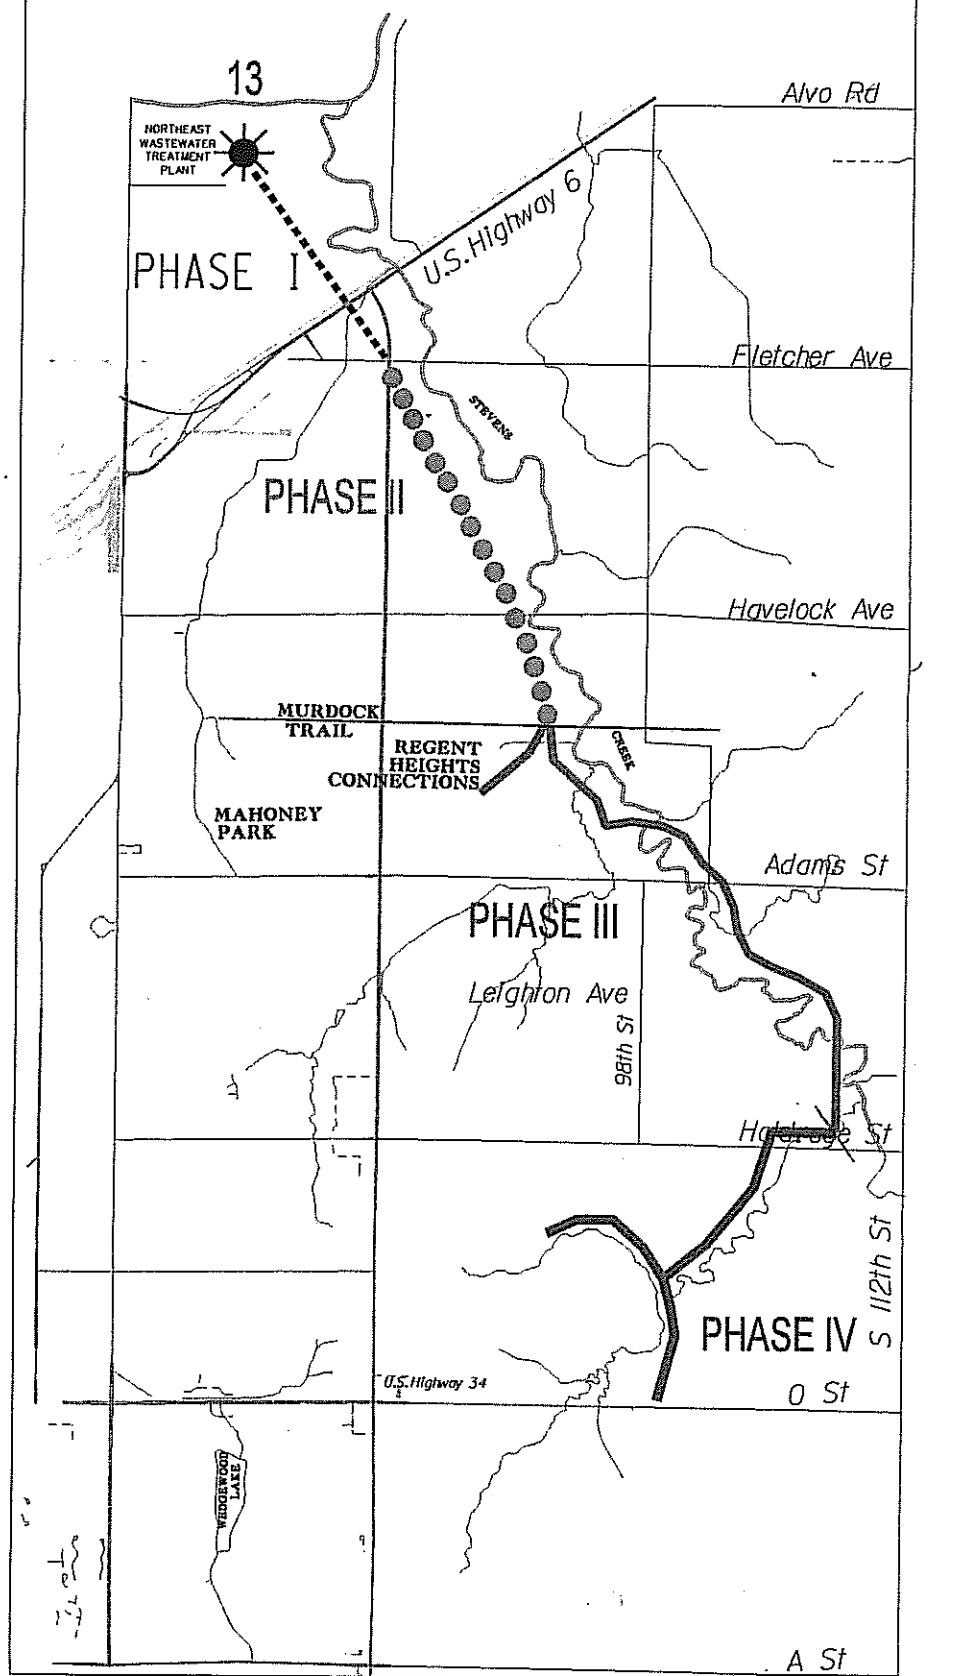 13
Alvo Rd
NORTHEAST
WASTEWATER
TREATMENT
PLANT
U.S. Highway 6
PHASE I
Fletcher Ave
STEVENS
PHASE II
Havelock Ave
MURDOCK
TRAIL
CREEK
REGENT
HEIGHTS
CONNECTIONS
MAHONEY
PARK
Adams St
PHASE III
Leighton Ave
98th St
Holdrege St
S 112th St
PHASE IV
U.S. Highway 34
O St
WEDGEWOOD
LAKE
A St